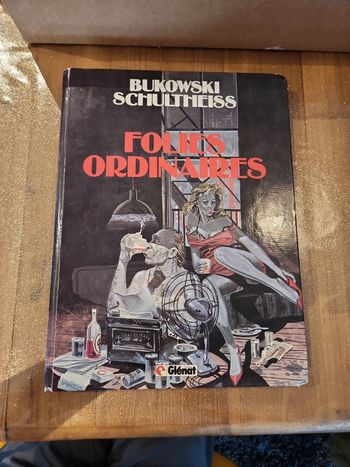 BUKOWSKI
SCHULTHEISS
FOLIES
ORDINAIRES
Glénat